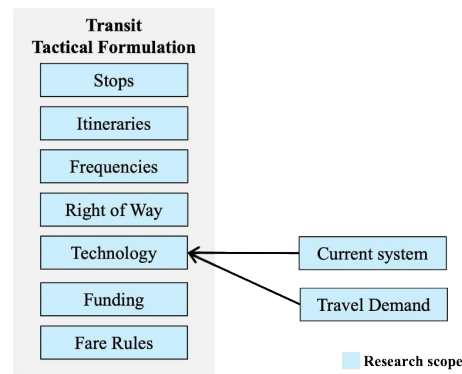 Transit
Tactical Formulation
Stops
Itineraries
Frequencies
Right of Way
Technology
Funding
Fare Rules
Current system
Travel Demand
Research scope